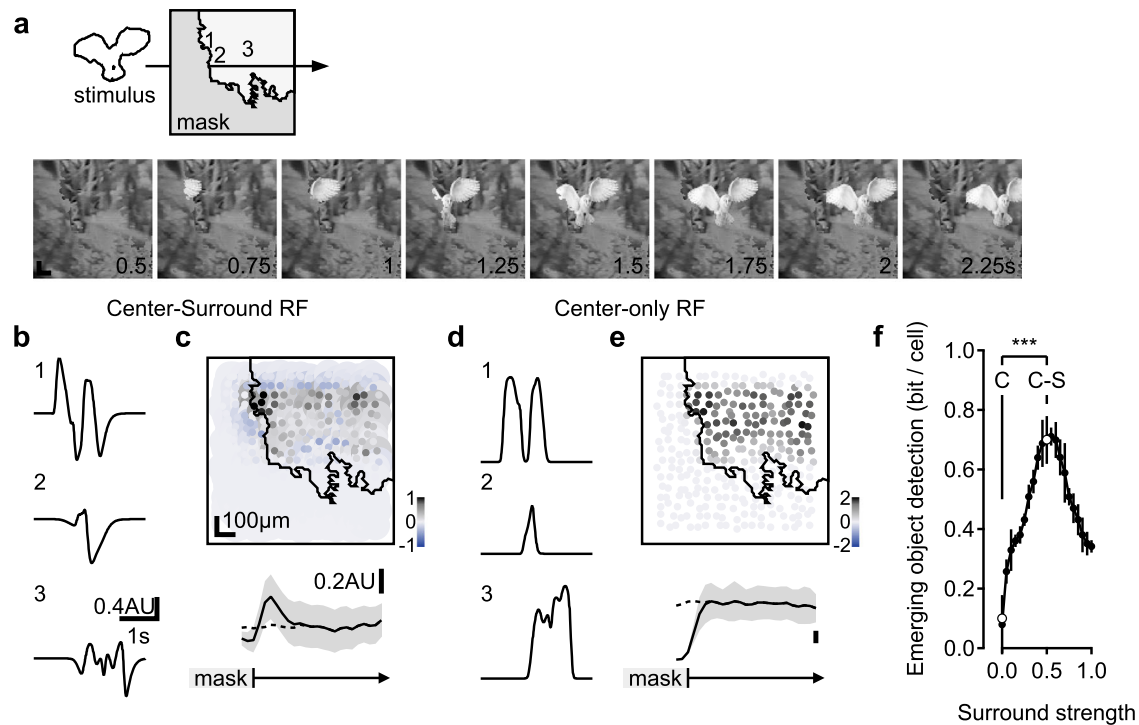 a
1
2
3
stimulus
mask
0.5
0.75
1
1.25
1.5
1.75
2
2.25s
Center-Surround RF
Center-only RF
b
1
2
3
0.4AU
1s
c
100µm
1
0
-1
0.2AU
mask
d
1
2
3
e
2
0
-2
mask
f
Emerging object detection (bit / cell)
1.0
0.8
0.6
0.4
0.2
0.0
***
C
C-S
0.0
0.5
1.0
Surround strength